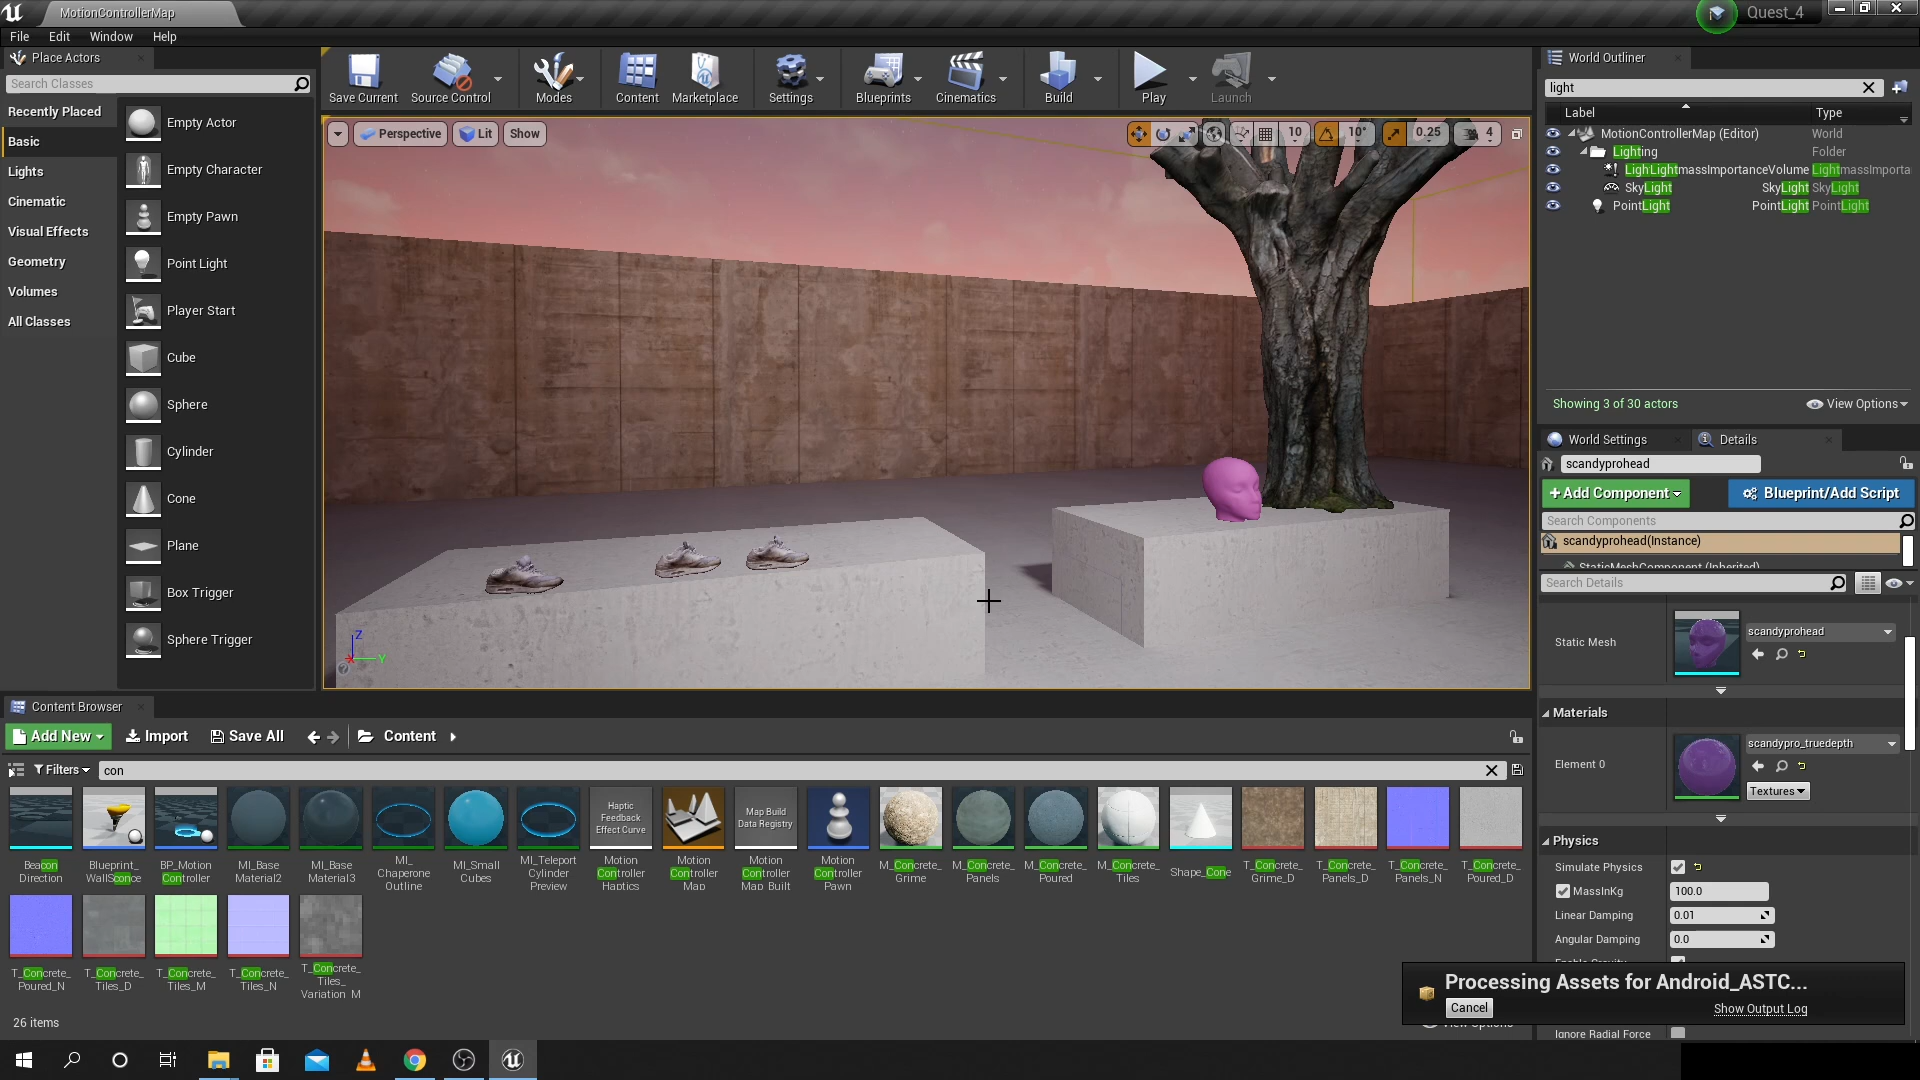 MotionControllerMap
Quest_4
File Edit Window Help
Place Actors
Search Classes
Recently Placed
Basic
Lights
Cinematic
Visual Effects
Geometry
Volumes
All Classes
Empty Actor
Empty Character
Empty Pawn
Point Light
Player Start
Cube
Sphere
Cylinder
Cone
Plane
Box Trigger
Sphere Trigger
Save Current
Source Control
Modes
Content
Marketplace
Settings
Blueprints
Cinematics
Build
Play
Launch
Perspective
Lit
Show
10
10°
0.25
4
Z
X
Y
World Outliner
light
Label Type
MotionControllerMap (Editor) World
Lighting Folder
LighLightmassImportanceVolume LightmassImporta
SkyLight SkyLight SkyLight
PointLight PointLight PointLight
Showing 3 of 30 actors
View Options
World Settings
Details
scandyprohead
+Add Component
Blueprint/Add Script
Search Components
scandyprohead(Instance)
StaticMeshComponent (Inherited)
Search Details
Static Mesh
scandyprohead
Materials
Element 0
scandypro_truedepth
Textures
Physics
Simulate Physics
MassInKg 100.0
Linear Damping 0.01
Angular Damping 0.0
Ignore Radial Force
Content Browser
Add New
Import
Save All
Content
Filters
con
Beacon
Direction
Blueprint_
WallSconce
BP_Motion
Controller
MI_Base
Material2
MI_Base
Material3
MI_
Chaperone
Outline
MI_Small
Cubes
MI_Teleport
Cylinder
Preview
Haptic
Feedback
Effect Curve
Motion
Controller
Haptics
Motion
Controller
Map
Map Build
Data Registry
Motion
Controller
Map_Built
Motion
Controller
Pawn
M_Concrete_
Grime
M_Concrete_
Panels
M_Concrete_
Poured
M_Concrete_
Tiles
Shape_Cone
T_Concrete_
Grime_D
T_Concrete_
Panels_D
T_Concrete_
Panels_N
T_Concrete_
Poured_D
T_Concrete_
Poured_N
T_Concrete_
Tiles_D
T_Concrete_
Tiles_M
T_Concrete_
Tiles_N
T_Concrete_
Tiles_
Variation_M
26 items
Processing Assets for Android_ASTC...
Cancel
Show Output Log